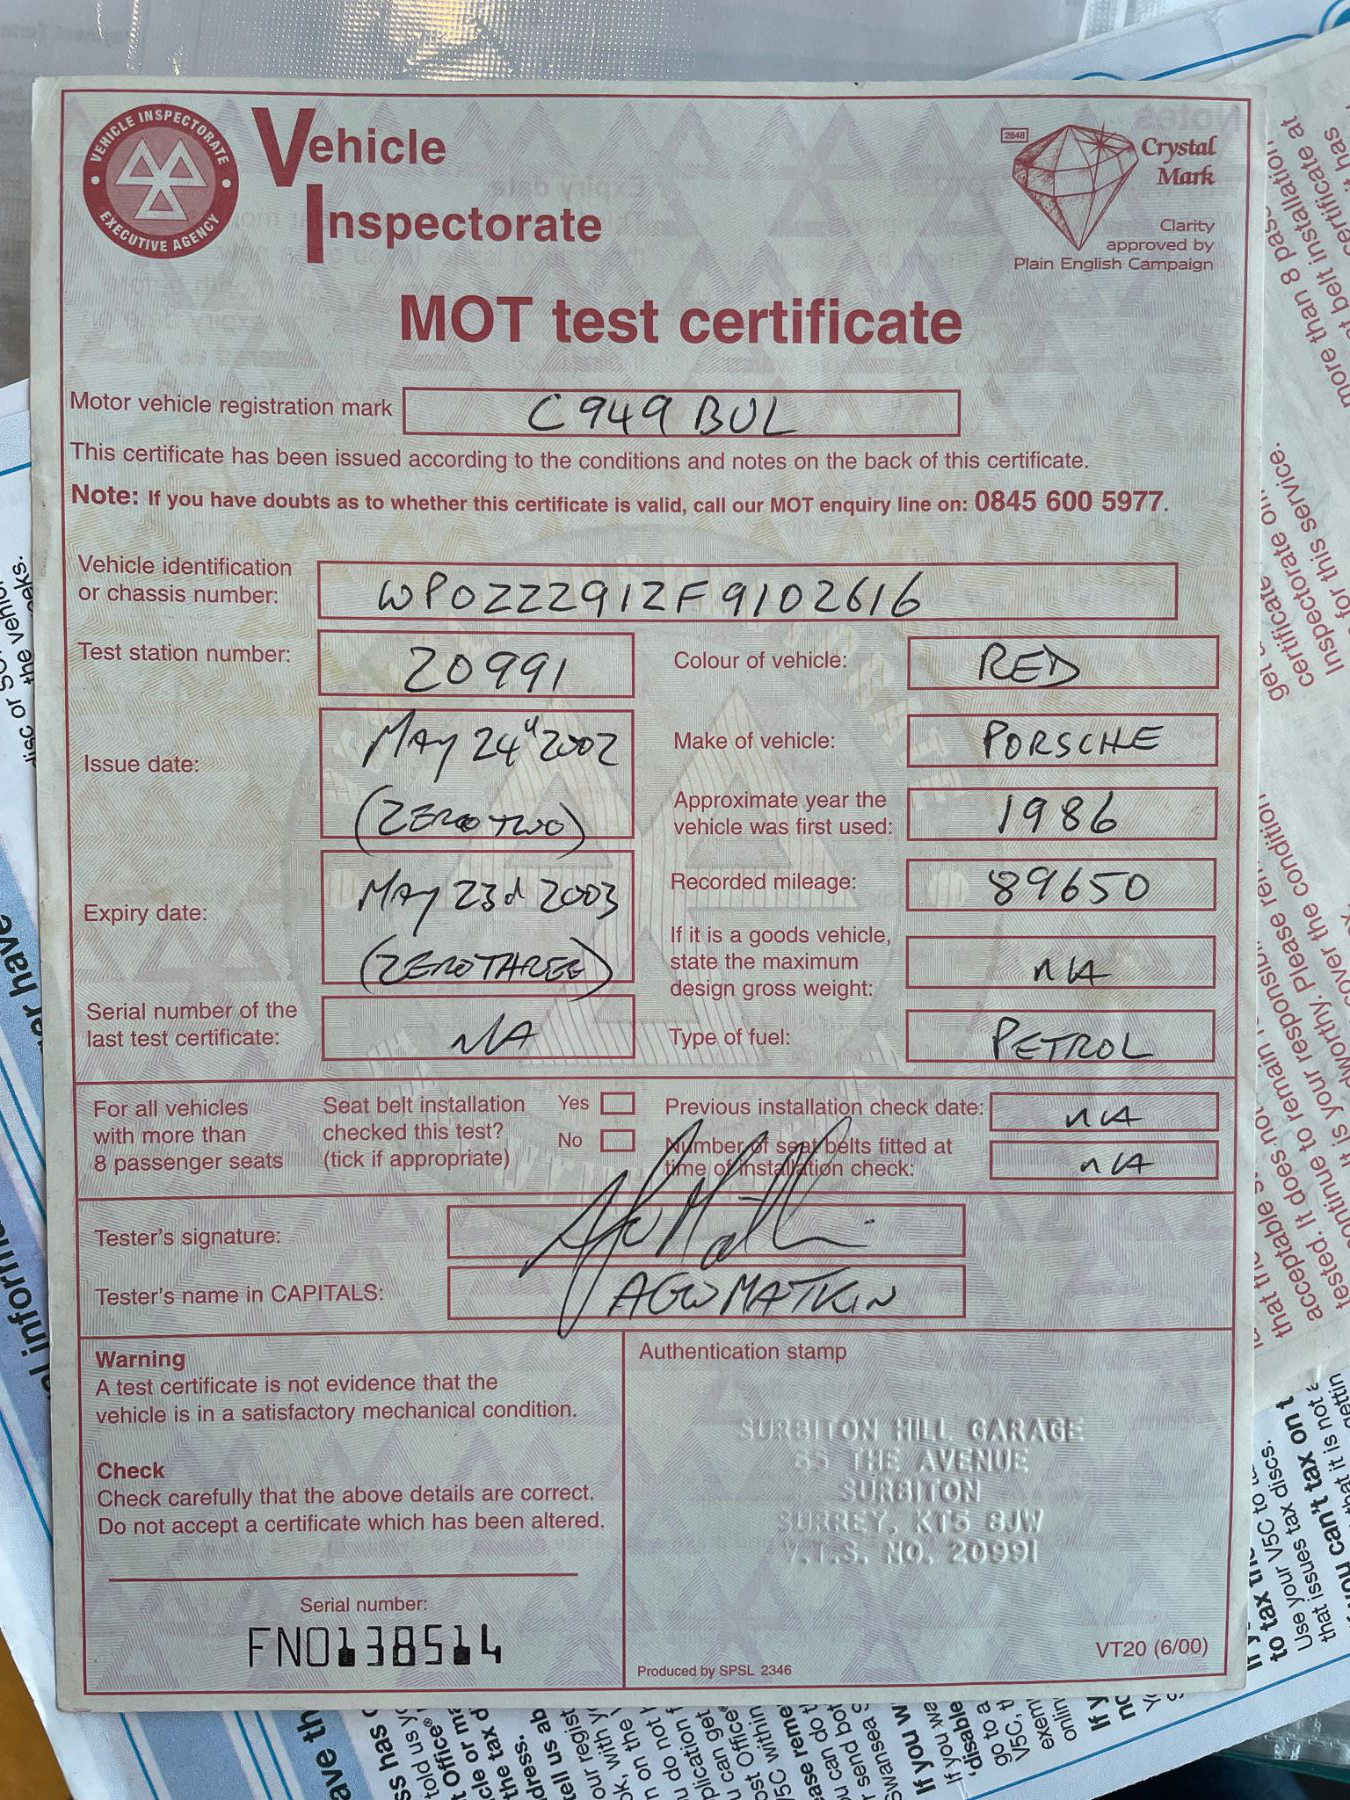 VEHICLE INSPECTORATE
EXECUTIVE AGENCY
Vehicle
Inspectorate
2648
Crystal
Mark
Clarity
approved by
Plain English Campaign
MOT test certificate
Motor vehicle registration mark C949 BUL
This certificate has been issued according to the conditions and notes on the back of this certificate.
Note: If you have doubts as to whether this certificate is valid, call our MOT enquiry line on: 0845 600 5977.
Vehicle identification
or chassis number: WP0ZZZ91ZF9102616
Test station number: 20991
Colour of vehicle: RED
Issue date: MAY 24th 2002
(ZERO TWO)
Make of vehicle: PORSCHE
Approximate year the
vehicle was first used: 1986
Expiry date: MAY 23d 2003
(ZERO THREE)
Recorded mileage: 89650
If it is a goods vehicle,
state the maximum
design gross weight: n/A
Serial number of the
last test certificate: N/A
Type of fuel: PETROL
For all vehicles
with more than
8 passenger seats
Seat belt installation
checked this test?
(tick if appropriate)
Yes
No
Previous installation check date: n/A
Number of seat belts fitted at
time of installation check: n/A
Tester's signature:
Tester's name in CAPITALS: AGW MATKIN
Warning
A test certificate is not evidence that the
vehicle is in a satisfactory mechanical condition.
Check
Check carefully that the above details are correct.
Do not accept a certificate which has been altered.
Serial number:
FN0138514
Authentication stamp
SURBITON HILL GARAGE
65 THE AVENUE
SURBITON
SURREY. KT5 8JW
V.T.S. NO. 20991
Produced by SPSL 2346
VT20 (6/00)